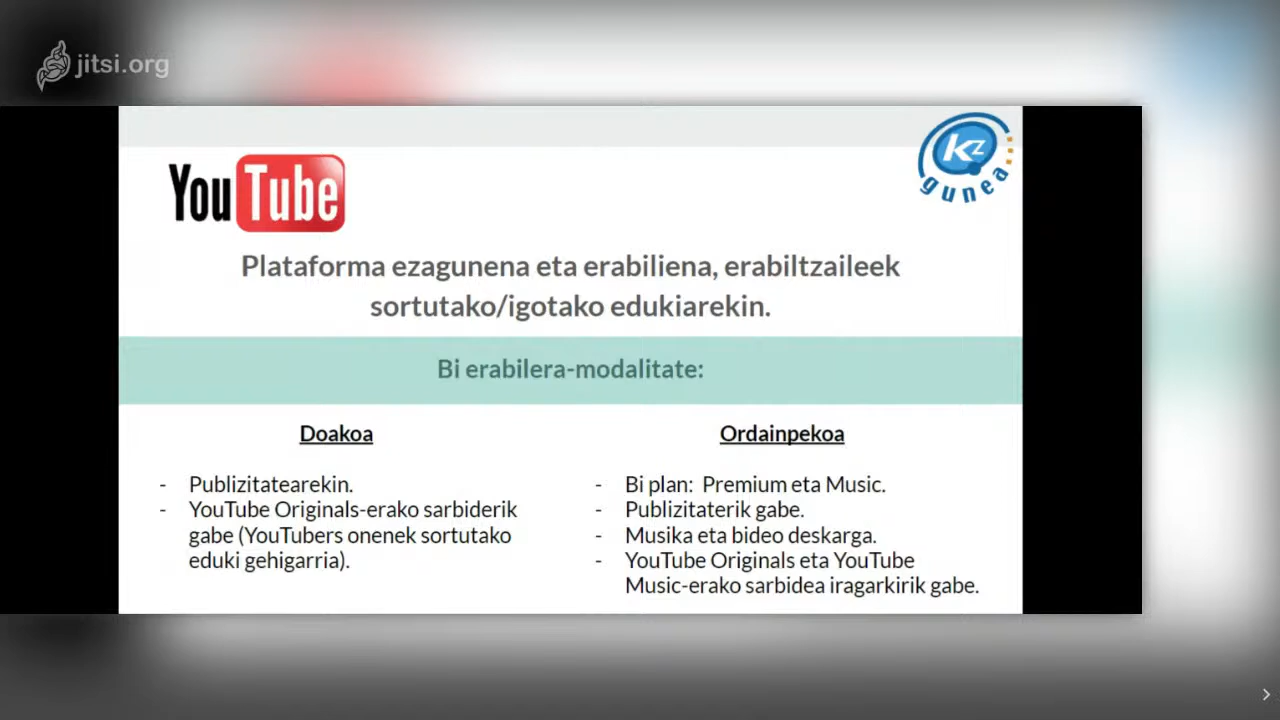 jitsi.org
YouTube
kz
gunea
Plataforma ezagunena eta erabiliena, erabiltzaileek
sortutako/igotako edukiarekin.
Bi erabilera-modalitate:
Doakoa
- Publizitatearekin.
- YouTube Originals-erako sarbiderik
gabe (YouTubers onenek sortutako
eduki gehigarria).
Ordainpekoa
- Bi plan: Premium eta Music.
- Publizitaterik gabe.
- Musika eta bideo deskarga.
- YouTube Originals eta YouTube
Music-erako sarbidea iragarkirik gabe.